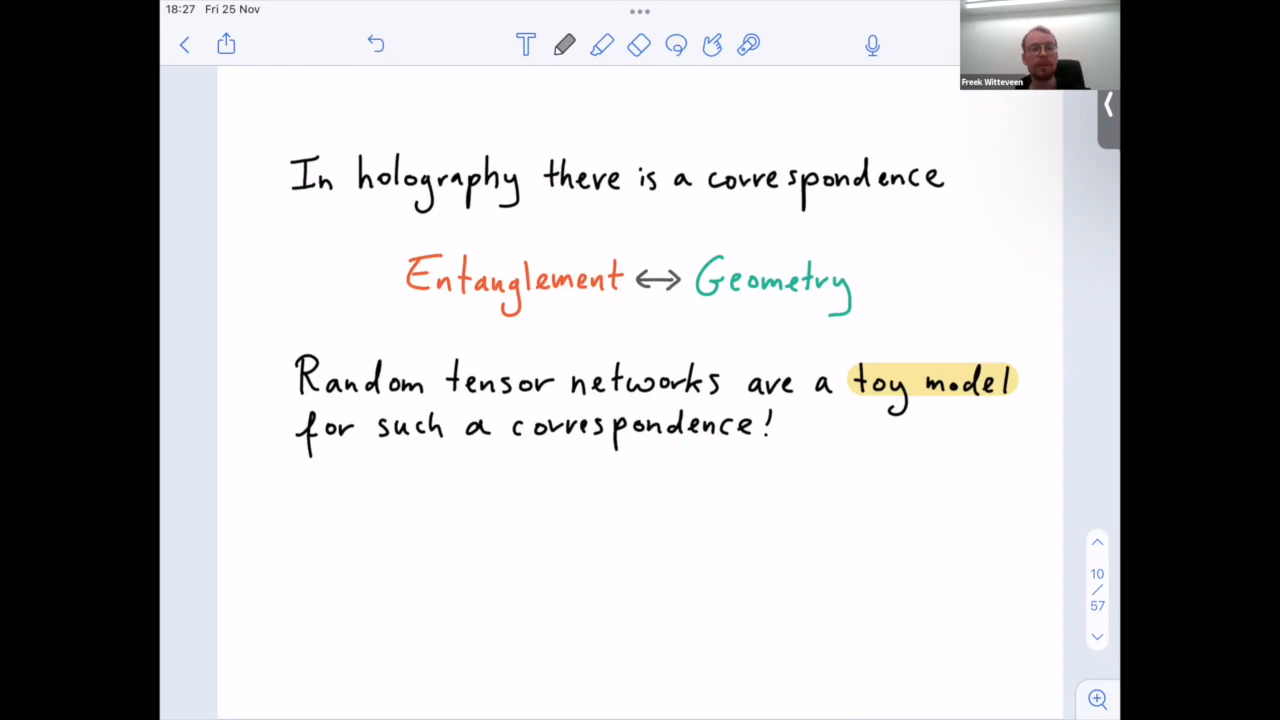 18:27 Fri 25 Nov
Freek Witteveen
In holography there is a correspondence
Entanglement ↔ Geometry
Random tensor networks are a toy model
for such a correspondence!
10
/
57